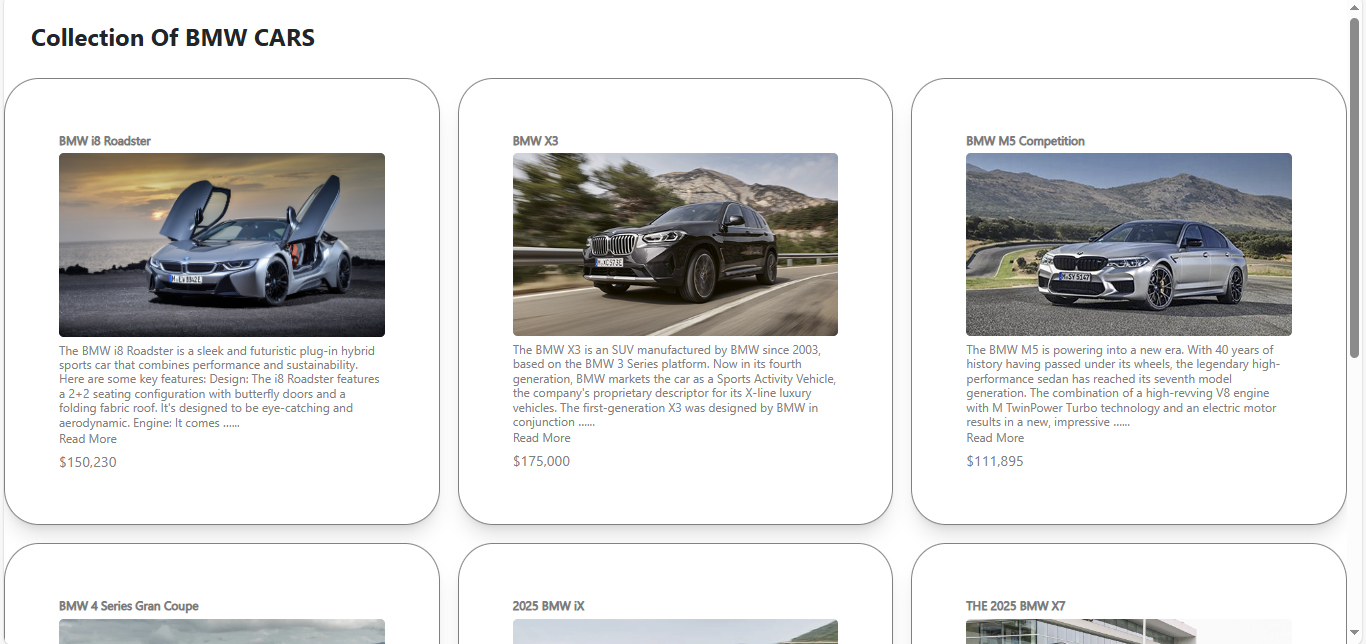 Collection Of BMW CARS
BMW i8 Roadster
The BMW i8 Roadster is a sleek and futuristic plug-in hybrid
sports car that combines performance and sustainability.
Here are some key features: Design: The i8 Roadster features
a 2+2 seating configuration with butterfly doors and a
folding fabric roof. It's designed to be eye-catching and
aerodynamic. Engine: It comes ......
Read More
$150,230
BMW X3
The BMW X3 is an SUV manufactured by BMW since 2003,
based on the BMW 3 Series platform. Now in its fourth
generation, BMW markets the car as a Sports Activity Vehicle,
the company's proprietary descriptor for its X-line luxury
vehicles. The first-generation X3 was designed by BMW in
conjunction ......
Read More
$175,000
BMW M5 Competition
The BMW M5 is powering into a new era. With 40 years of
history having passed under its wheels, the legendary high-
performance sedan has reached its seventh model
generation. The combination of a high-revving V8 engine
with M TwinPower Turbo technology and an electric motor
results in a new, impressive ......
Read More
$111,895
BMW 4 Series Gran Coupe
2025 BMW iX
THE 2025 BMW X7